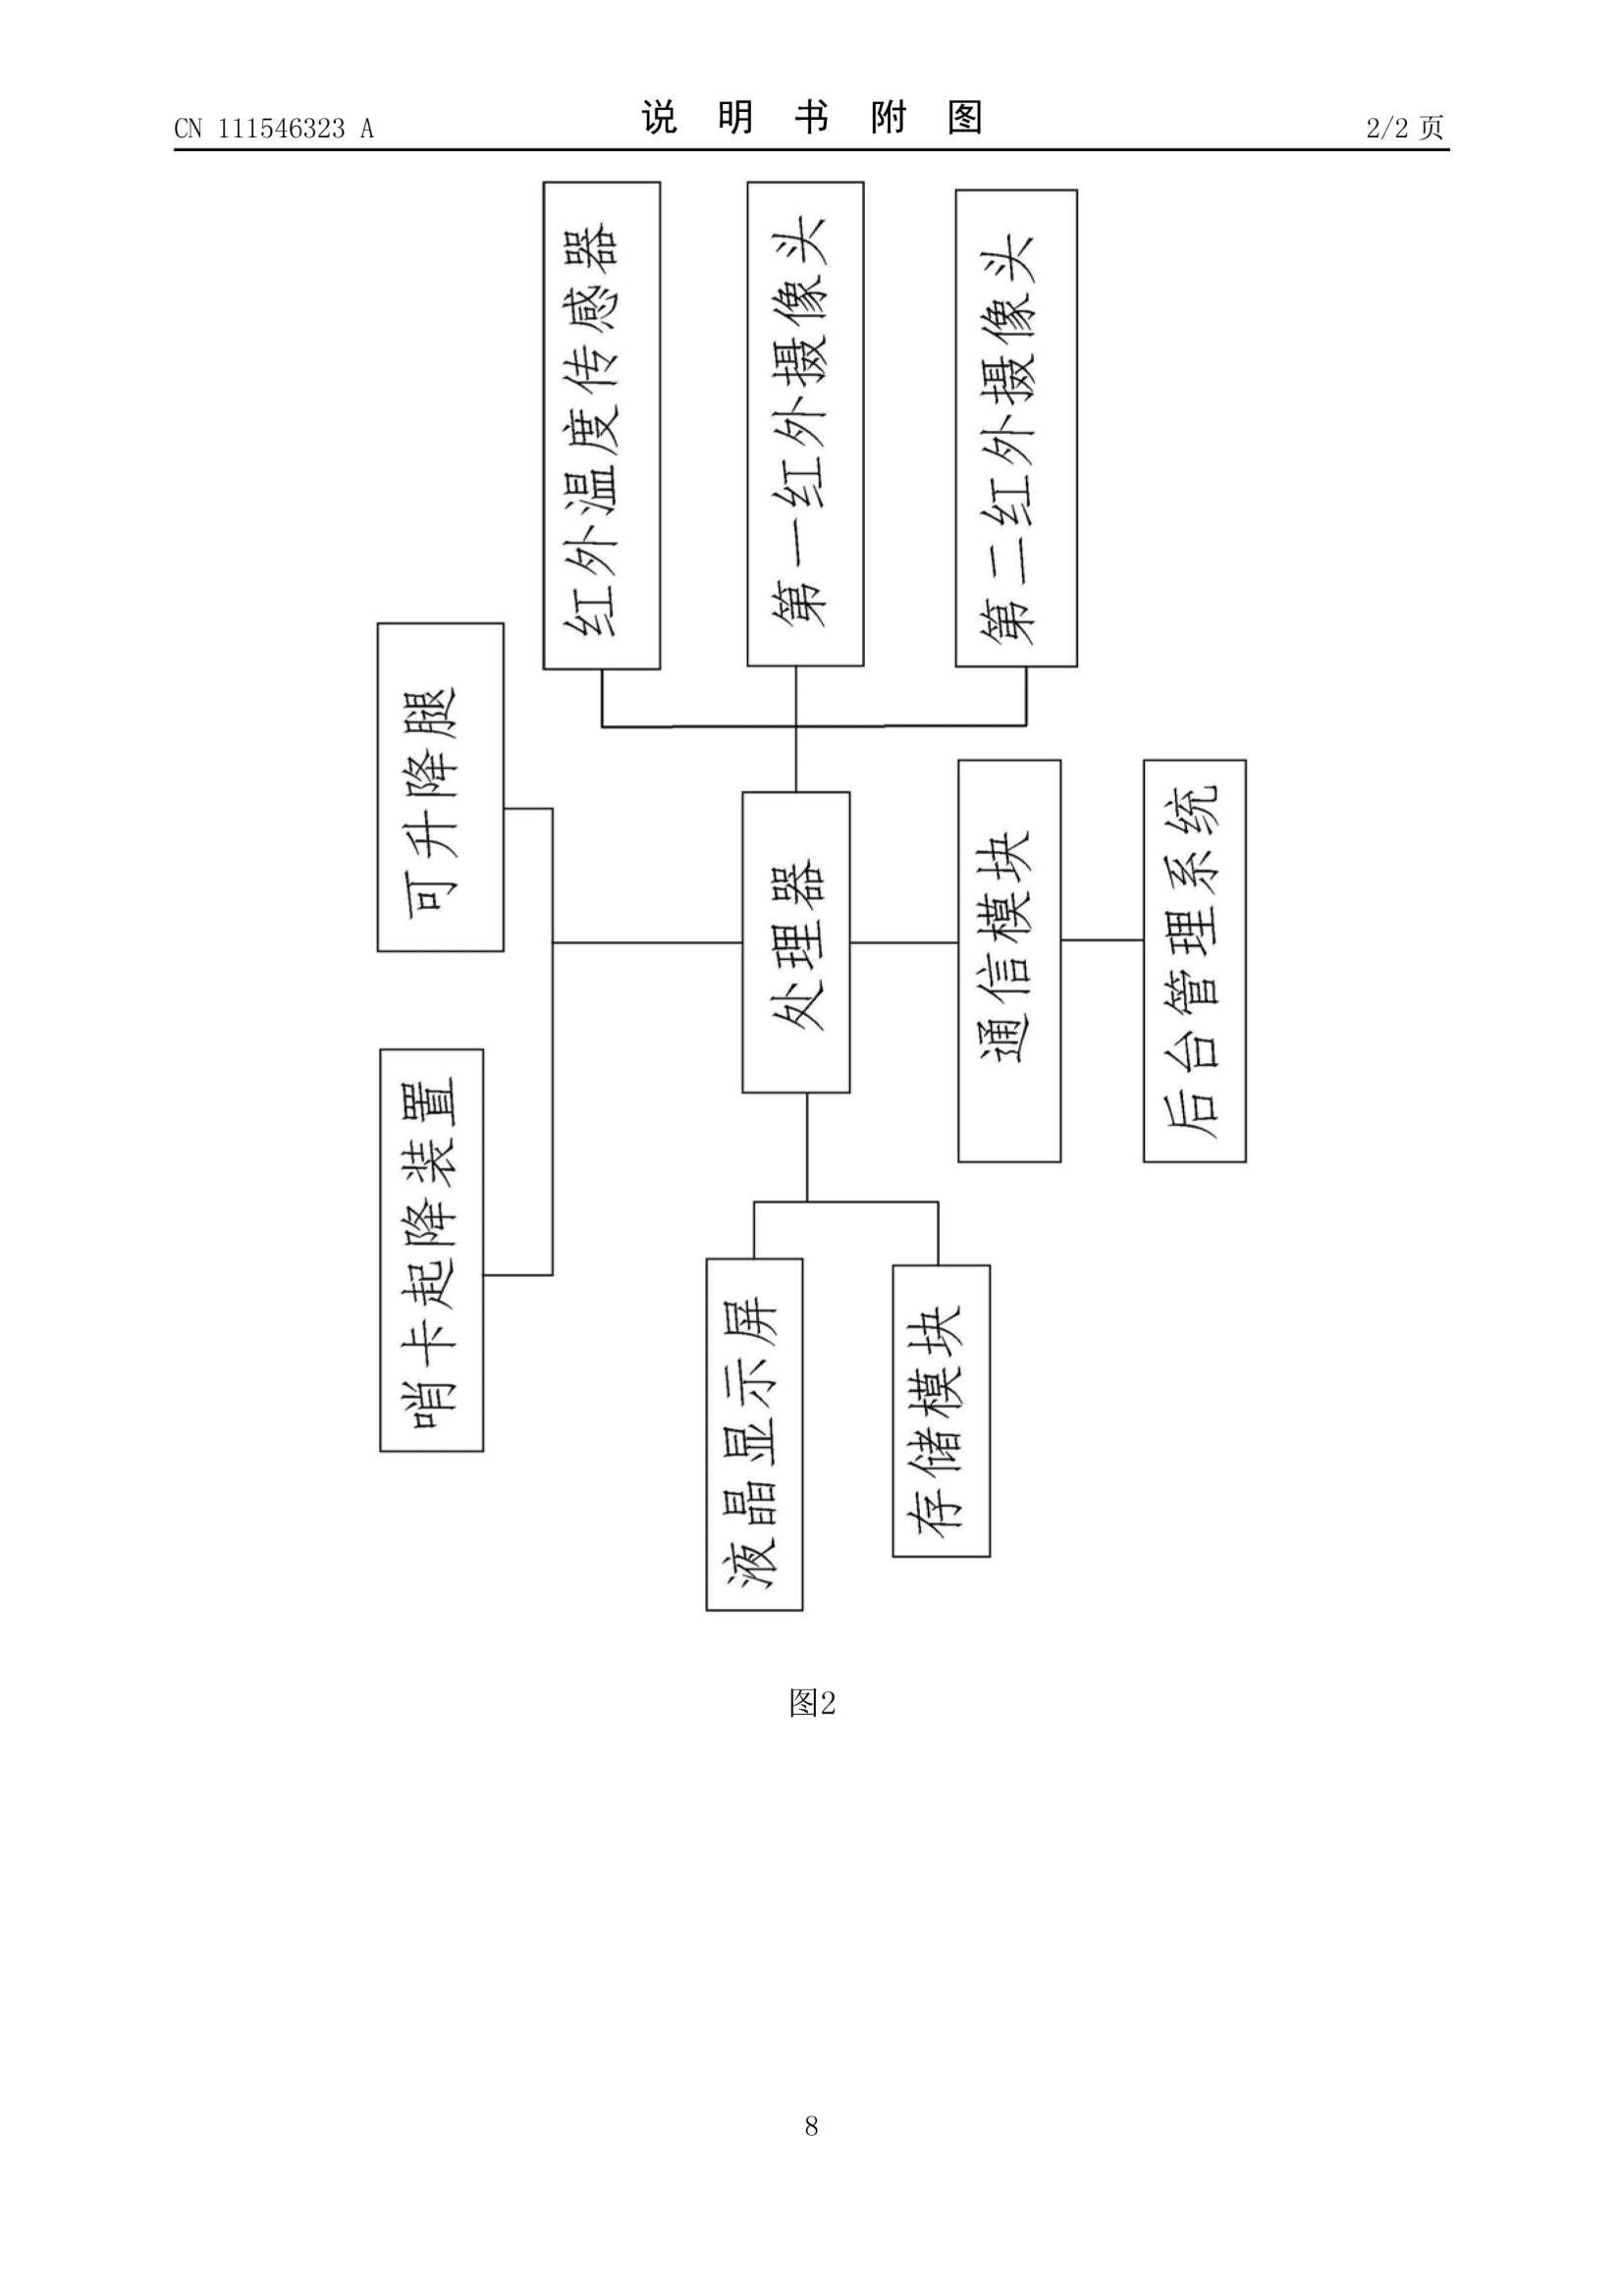 CN 111546323 A
说明书附图
2/2 页
哨卡起降装置
可升降腿
红外温度传感器
第一红外摄像头
第二红外摄像头
处理器
通信模块
后台管理系统
液晶显示屏
存储模块
图2
8